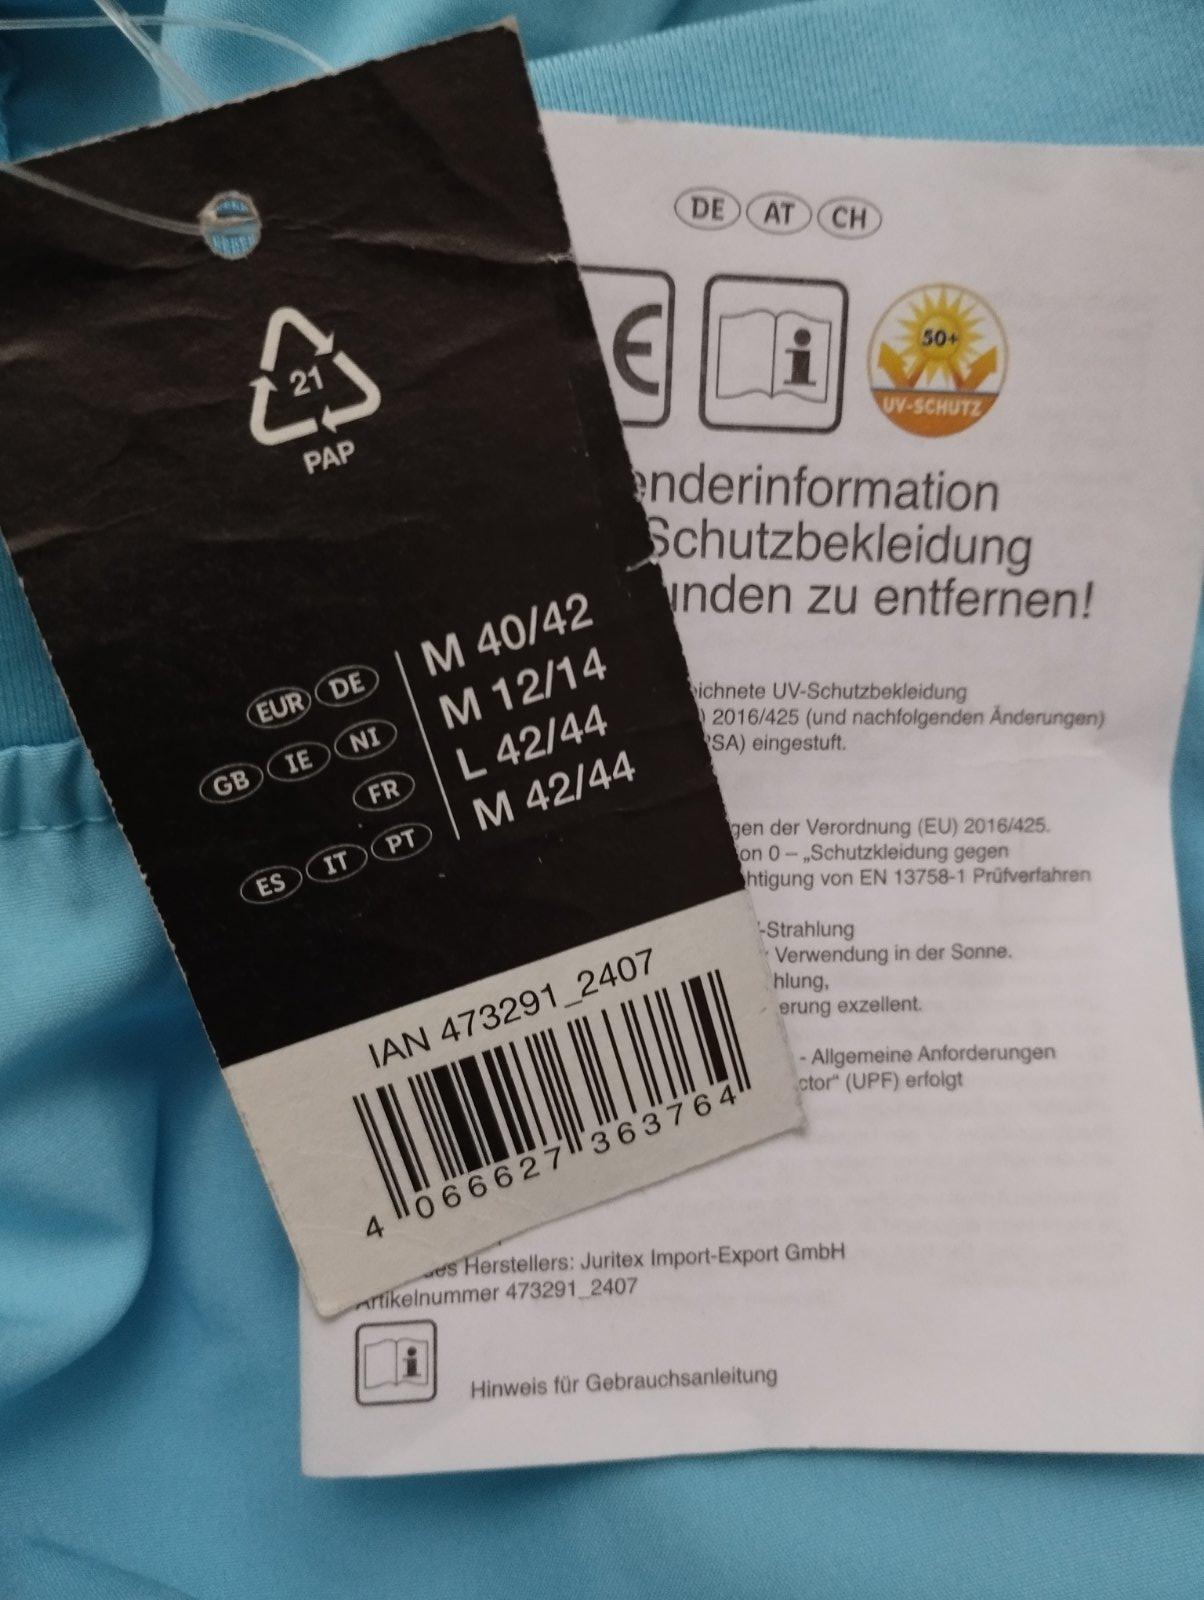 21
PAP
EUR DE M 40/42
GB IE NI M 12/14
FR L 42/44
ES IT PT M 42/44
IAN 473291_2407
4 066627 363764
DE AT CH
50+
UV-SCHUTZ
enderinformation
Schutzbekleidung
unden zu entfernen!
ichnete UV-Schutzbekleidung
) 2016/425 (und nachfolgenden Änderungen)
PSA) eingestuft.
gen der Verordnung (EU) 2016/425.
on 0 – „Schutzkleidung gegen
htigung von EN 13758-1 Prüfverfahren
-Strahlung
Verwendung in der Sonne.
hlung,
erung exzellent.
- Allgemeine Anforderungen
ctor“ (UPF) erfolgt
des Herstellers: Juritex Import-Export GmbH
Artikelnummer 473291_2407
Hinweis für Gebrauchsanleitung